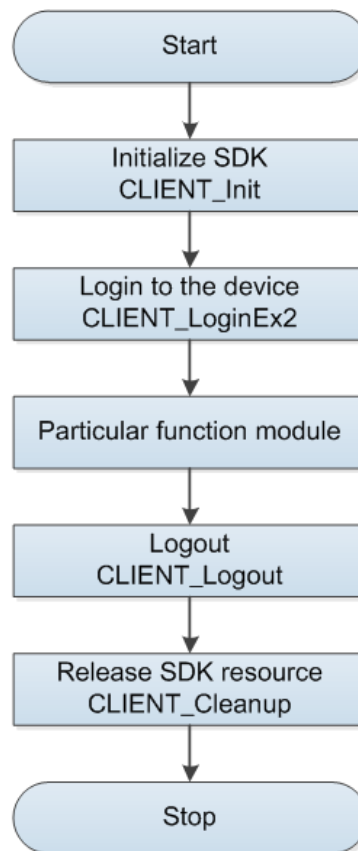 Start
Initialize SDK
CLIENT_Init
Login to the device
CLIENT_LoginEx2
Particular function module
Logout
CLIENT_Logout
Release SDK resource
CLIENT_Cleanup
Stop